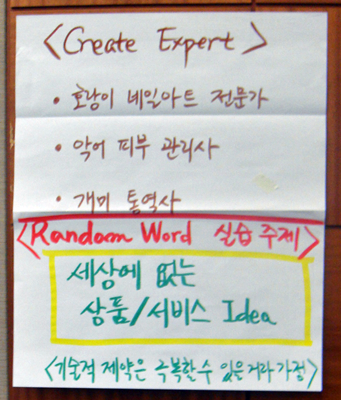 <Create Expert>
• 호랑이 네일아트 전문가
• 악어 피부 관리사
• 개미 통역사
<Random Word 실습 주제>
세상에 없는
상품/서비스 Idea
<기술적 제약은 극복할 수 있을거라 가정>